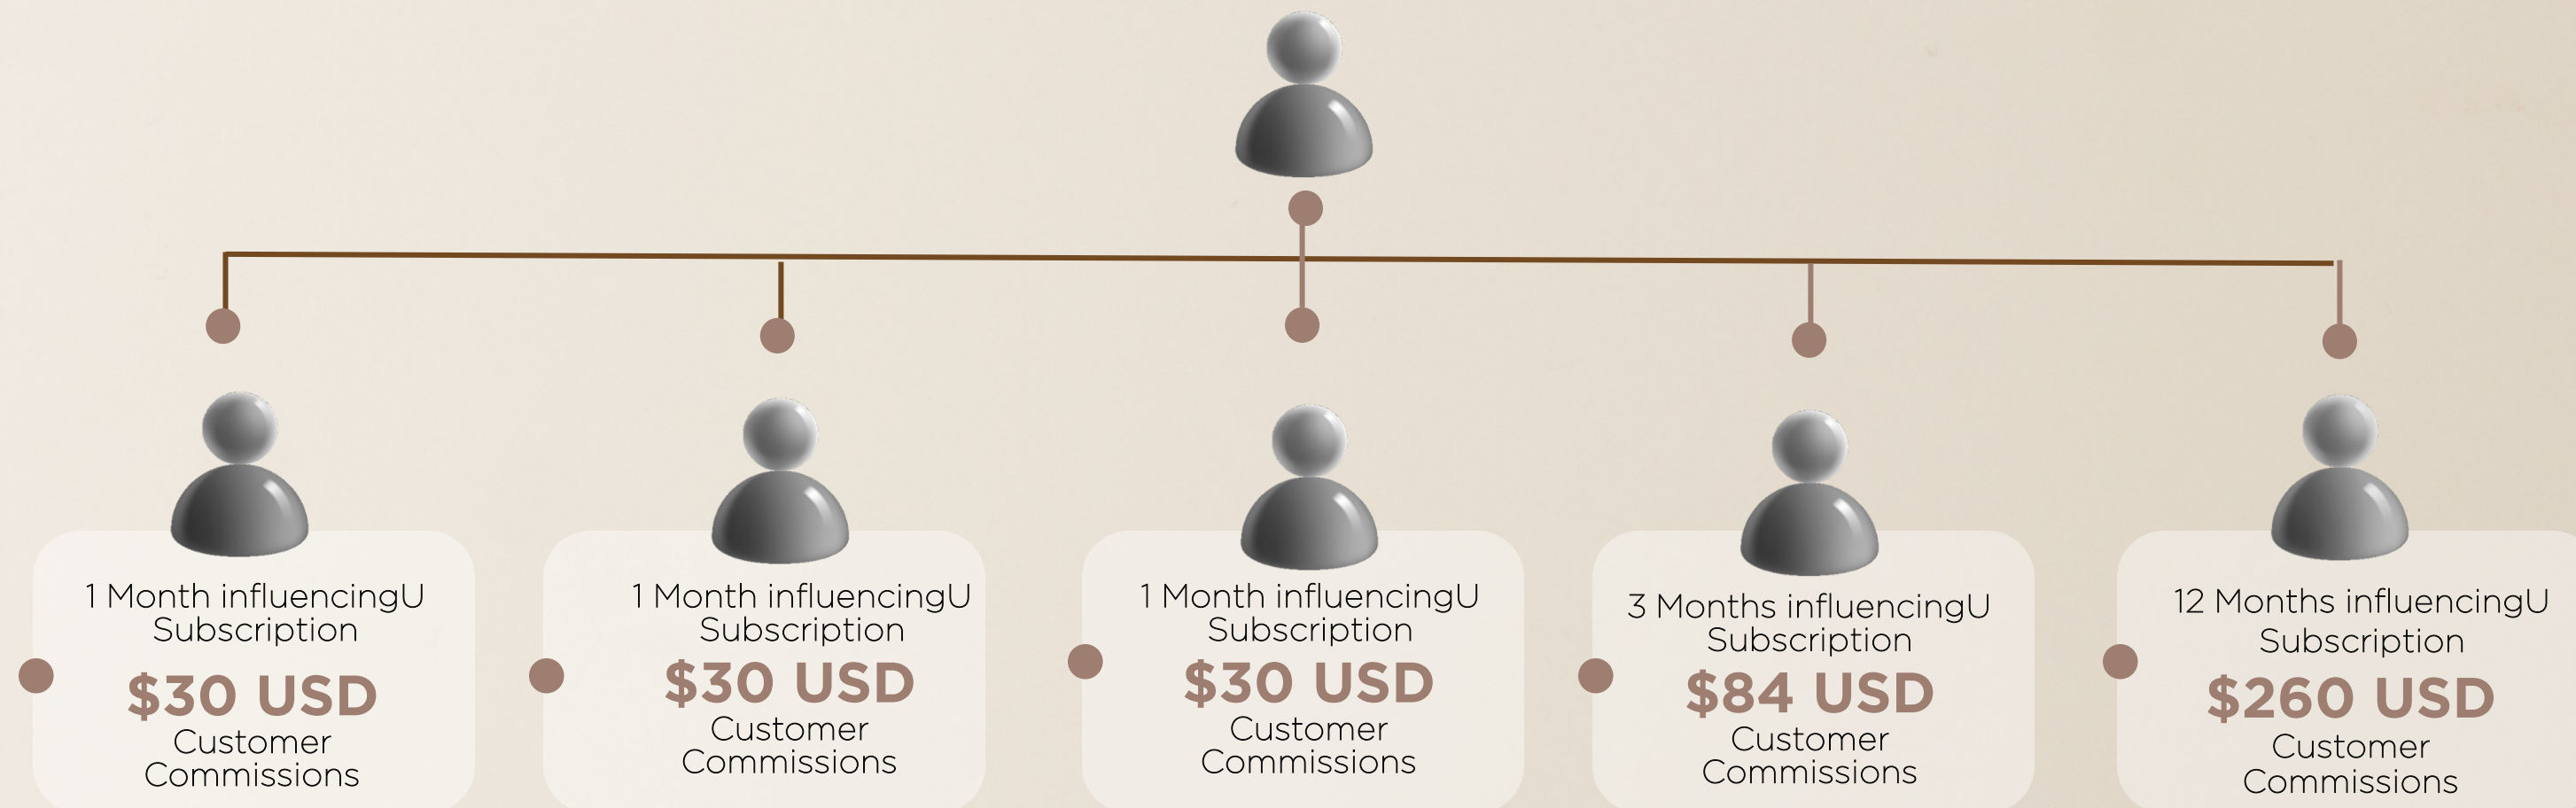 1 Month influencingU
Subscription
$30 USD
Customer
Commissions
1 Month influencingU
Subscription
$30 USD
Customer
Commissions
1 Month influencingU
Subscription
$30 USD
Customer
Commissions
3 Months influencingU
Subscription
$84 USD
Customer
Commissions
12 Months influencingU
Subscription
$260 USD
Customer
Commissions